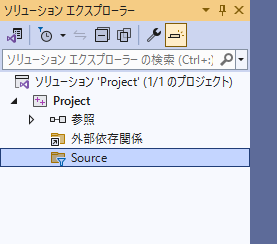 ソリューション エクスプローラー
ソリューション エクスプローラー の検索 (Ctrl+:)
ソリューション 'Project' (1/1 のプロジェクト)
Project
参照
外部依存関係
Source